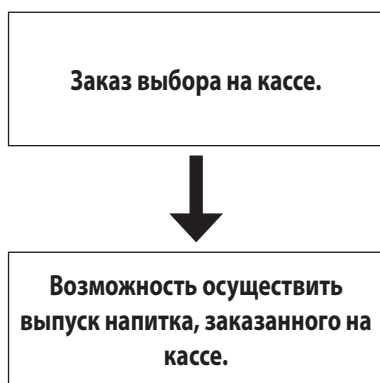 Заказ выбора на кассе.
Возможность осуществить
выпуск напитка, заказанного на
кассе.